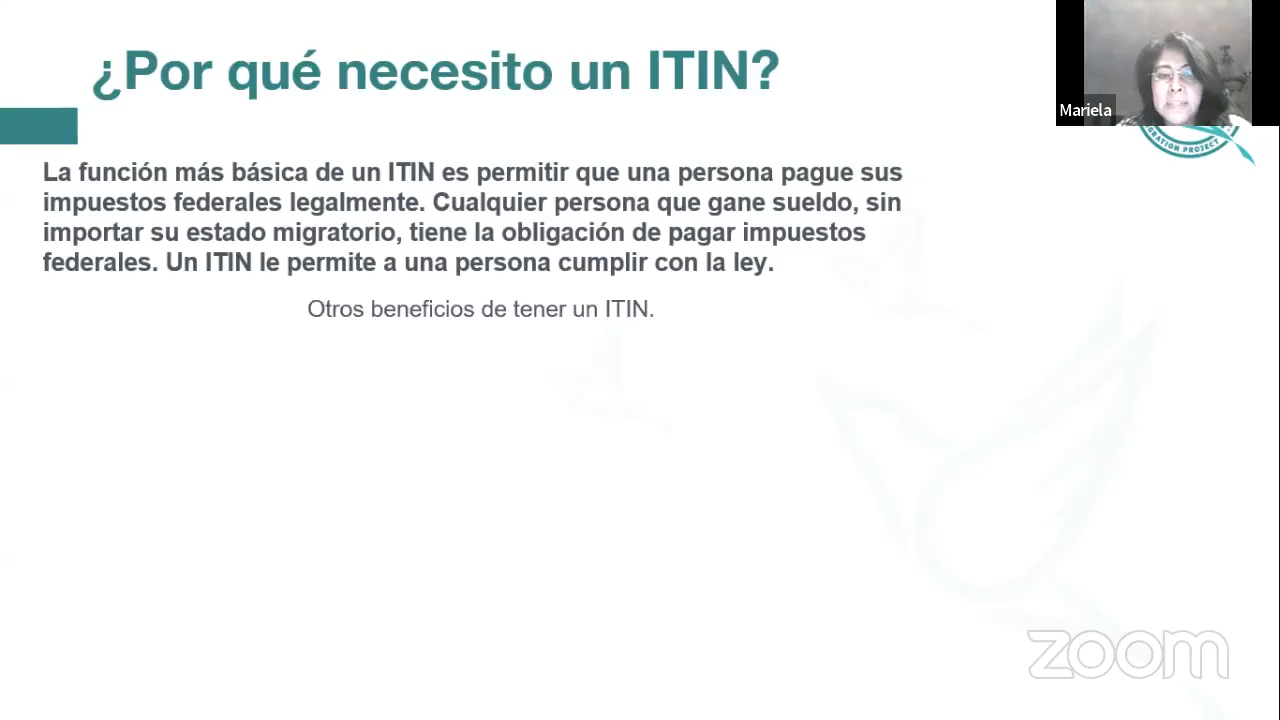 ¿Por qué necesito un ITIN?
Mariela
GRATION PROJECT
La función más básica de un ITIN es permitir que una persona pague sus
impuestos federales legalmente. Cualquier persona que gane sueldo, sin
importar su estado migratorio, tiene la obligación de pagar impuestos
federales. Un ITIN le permite a una persona cumplir con la ley.
Otros beneficios de tener un ITIN.
zoom